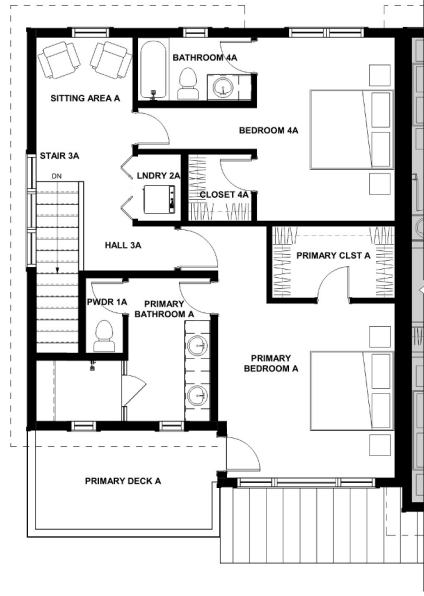 BATHROOM 4A
SITTING AREA A
BEDROOM 4A
STAIR 3A
DN
LNDRY 2A
CLOSET 4A
HALL 3A
PRIMARY CLST A
PWDR 1A
PRIMARY
BATHROOM A
PRIMARY
BEDROOM A
PRIMARY DECK A